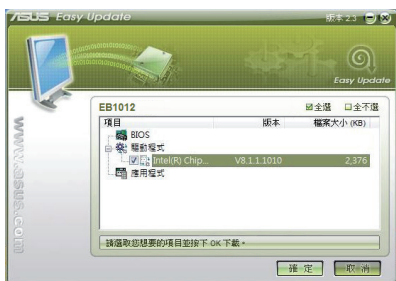 ASUS Easy Update
版本 2.3
Easy Update
EB1012
全選 全不選
項目 版本 檔案大小 (KB)
BIOS
驅動程式
Intel(R) Chip... V8.1.1.1010 2,376
應用程式
請選取您想要的項目並按下 OK 下載。
確 定 取 消
www.asus.com